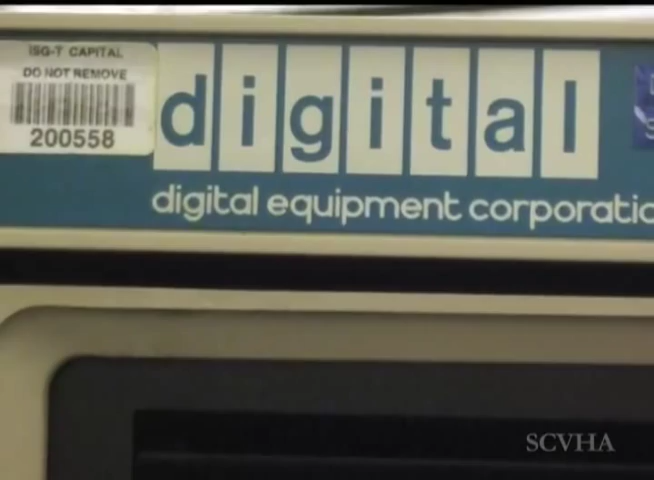 ISG-T CAPITAL
DO NOT REMOVE
200558
digital
digital equipment corporatio
SCVHA